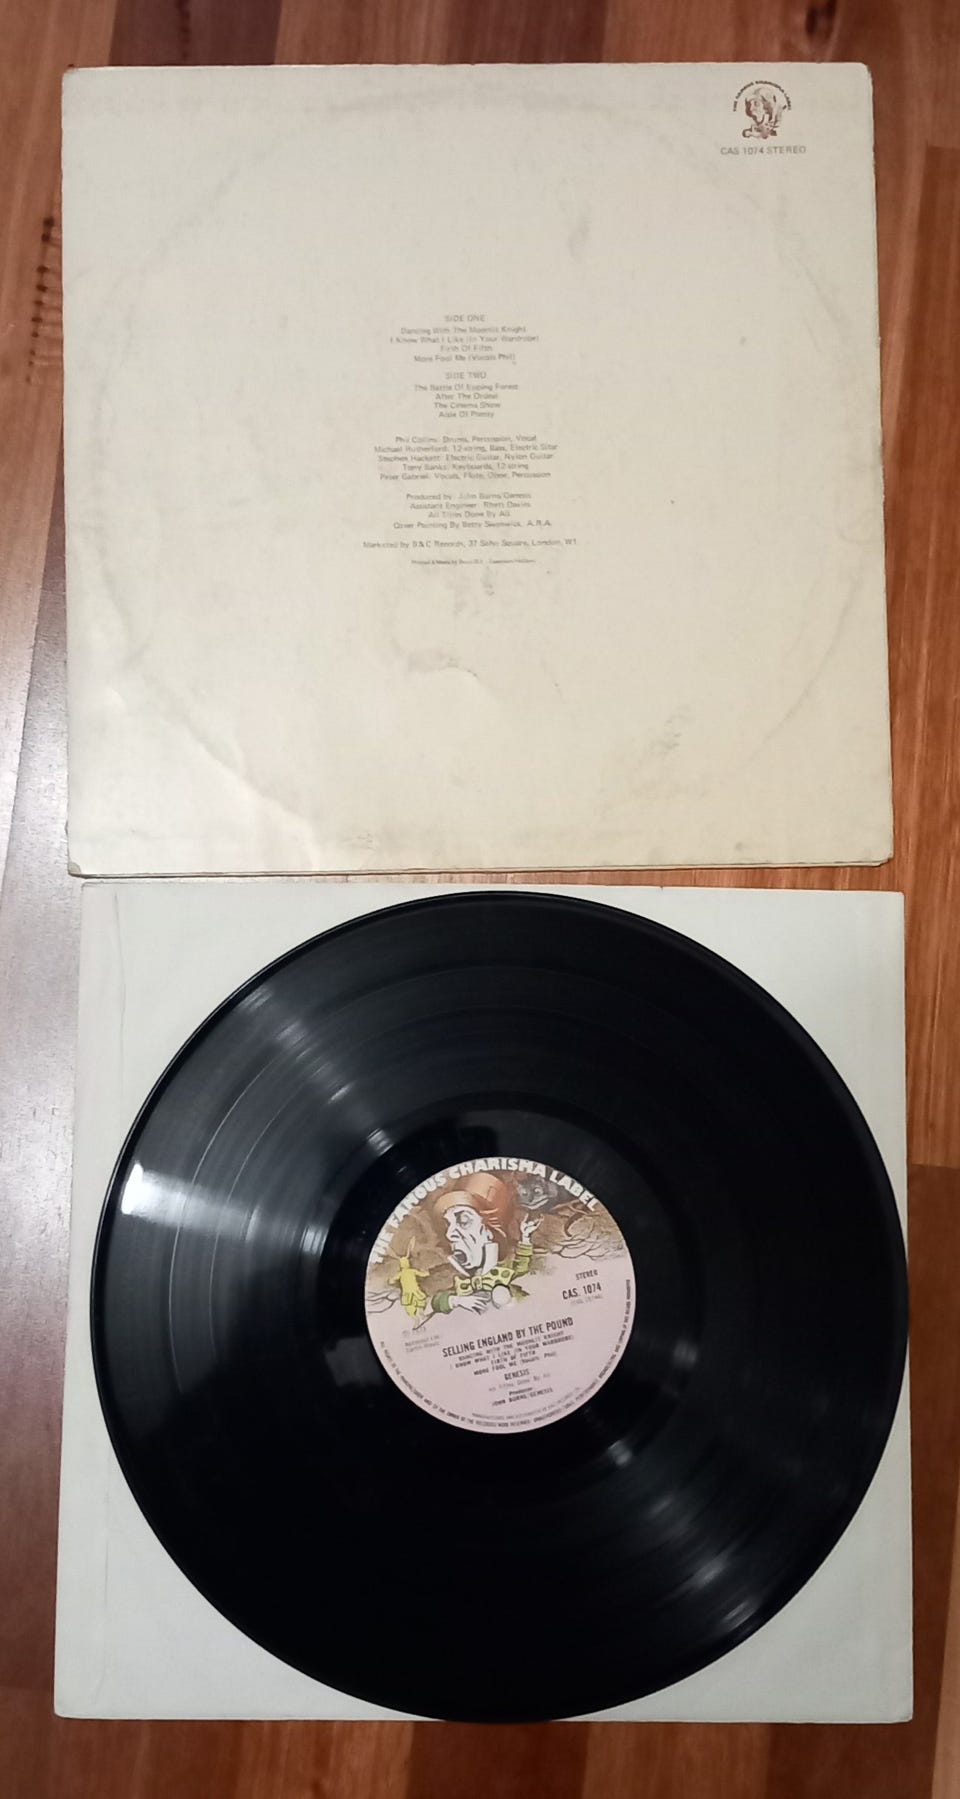 THE FAMOUS CHARISMA LABEL
CAS 1074 STEREO
SIDE ONE
Dancing With The Moonlit Knight
I Know What I Like (In Your Wardrobe)
Firth Of Fifth
More Fool Me (Vocals Phil)
SIDE TWO
The Battle Of Epping Forest
After The Ordeal
The Cinema Show
Aisle Of Plenty
Phil Collins: Drums, Percussion, Vocal
Michael Rutherford: 12-string, Bass, Electric Sitar
Stephen Hackett: Electric Guitar, Nylon Guitar
Tony Banks: Keyboards, 12-string
Peter Gabriel: Vocals, Flute, Oboe, Percussion
Produced by: John Burns/Genesis
Assistant Engineer: Rhett Davies
All Titles Done By All
Cover Painting By Betty Swanwick, A.R.A.
Marketed by B&C Records, 37 Soho Square, London, W1
THE FAMOUS CHARISMA LABEL
STEREO
CAS. 1074
SELLING ENGLAND BY THE POUND
DANCING WITH THE MOONLIT KNIGHT
I KNOW WHAT I LIKE (IN YOUR WARDROBE)
FIRTH OF FIFTH
MORE FOOL ME (Vocals: Phil)
GENESIS
All Titles Done By All
Producer
JOHN BURNS/GENESIS